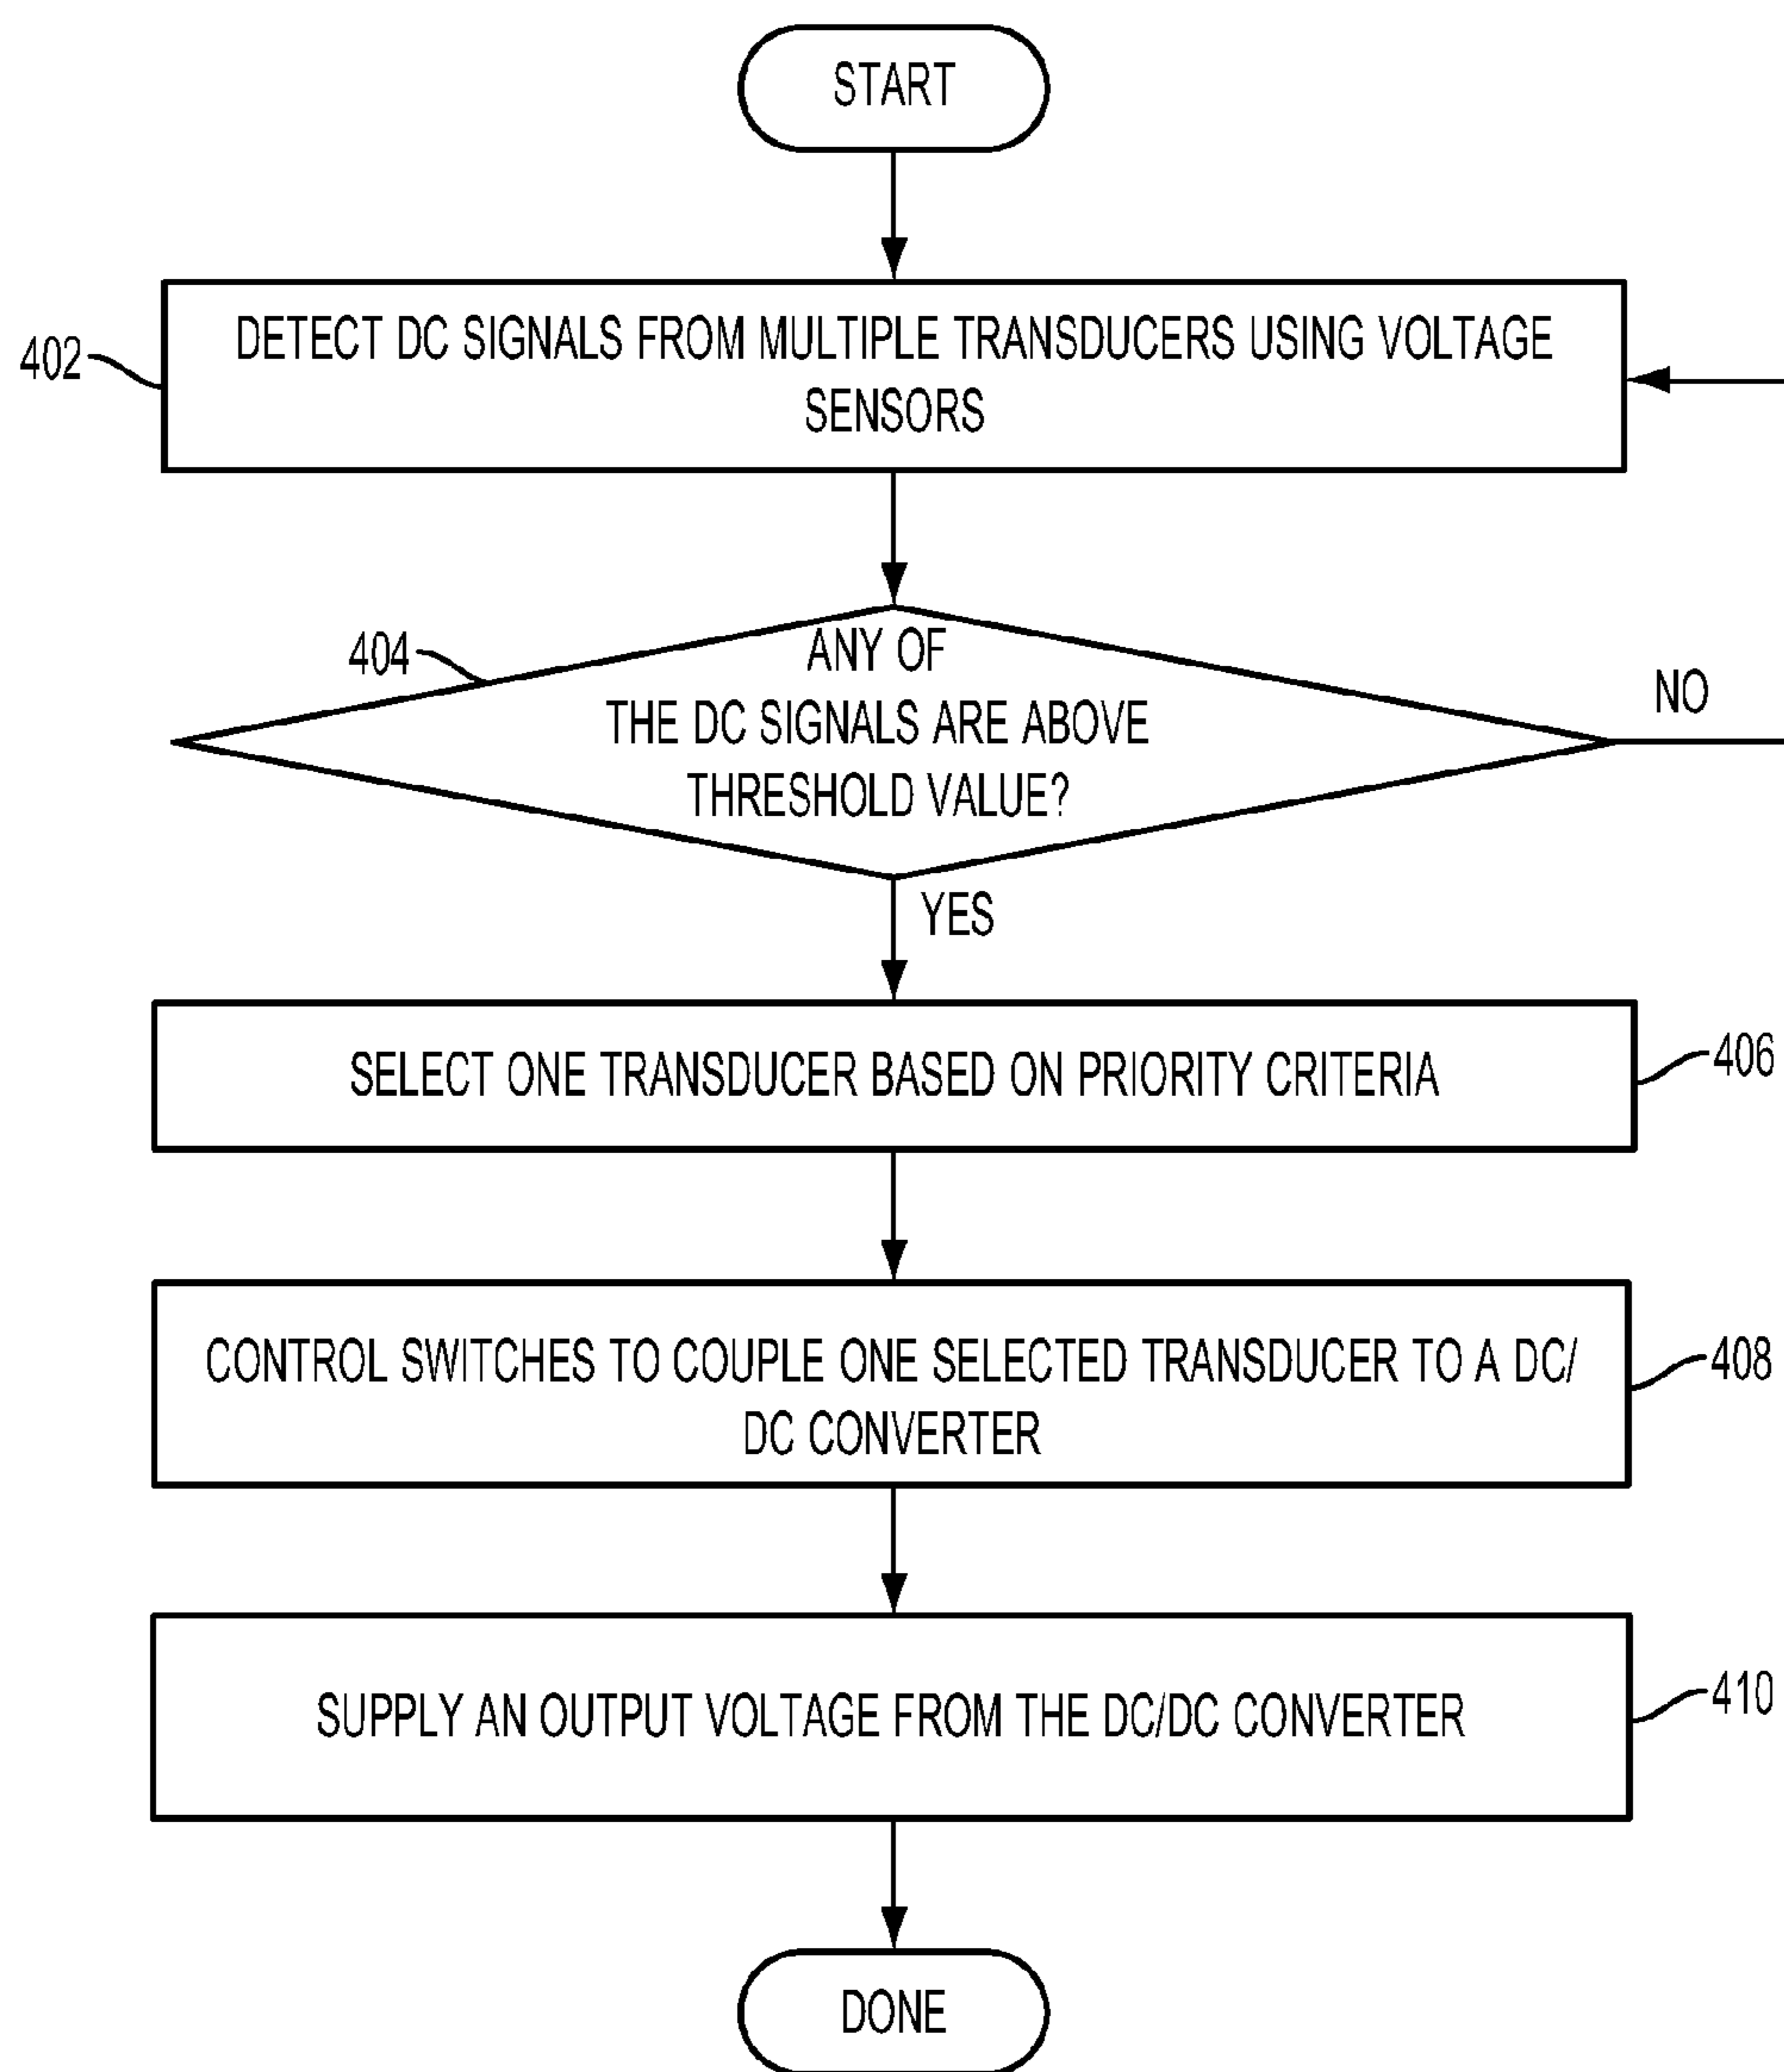 START
402
DETECT DC SIGNALS FROM MULTIPLE TRANSDUCERS USING VOLTAGE
SENSORS
404
ANY OF
THE DC SIGNALS ARE ABOVE
THRESHOLD VALUE?
NO
YES
SELECT ONE TRANSDUCER BASED ON PRIORITY CRITERIA
406
CONTROL SWITCHES TO COUPLE ONE SELECTED TRANSDUCER TO A DC/
DC CONVERTER
408
SUPPLY AN OUTPUT VOLTAGE FROM THE DC/DC CONVERTER
410
DONE